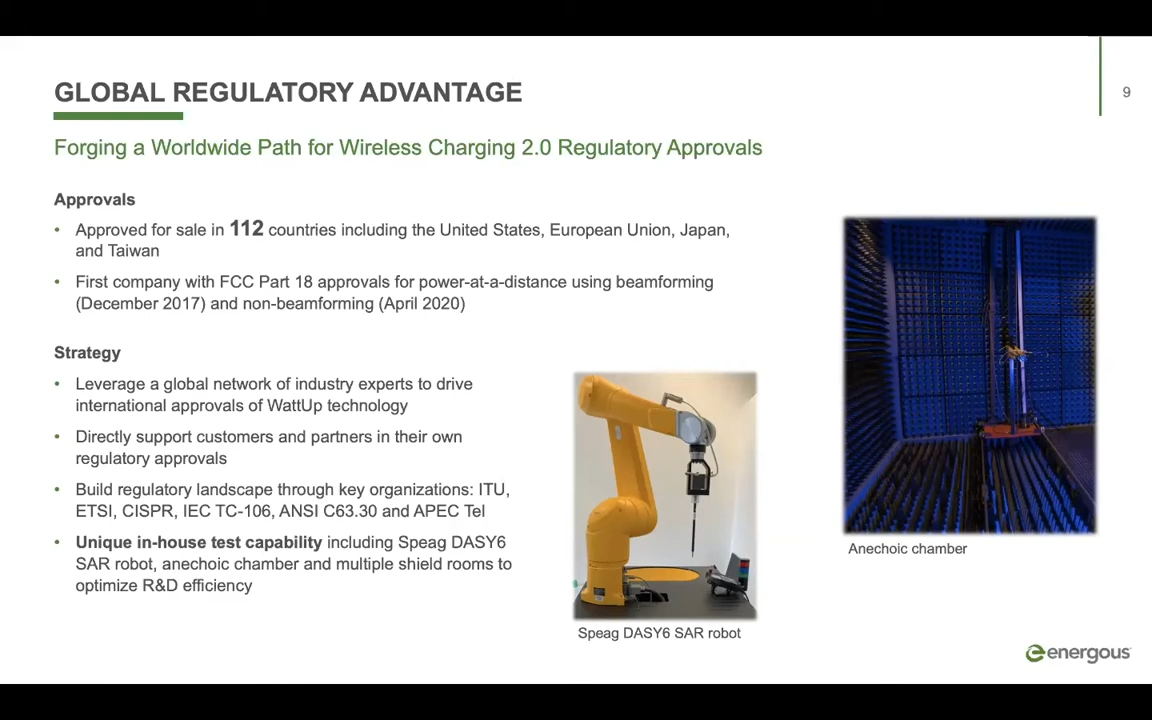 GLOBAL REGULATORY ADVANTAGE
9
Forging a Worldwide Path for Wireless Charging 2.0 Regulatory Approvals
Approvals
• Approved for sale in 112 countries including the United States, European Union, Japan,
and Taiwan
• First company with FCC Part 18 approvals for power-at-a-distance using beamforming
(December 2017) and non-beamforming (April 2020)
Strategy
• Leverage a global network of industry experts to drive
international approvals of WattUp technology
• Directly support customers and partners in their own
regulatory approvals
• Build regulatory landscape through key organizations: ITU,
ETSI, CISPR, IEC TC-106, ANSI C63.30 and APEC Tel
• Unique in-house test capability including Speag DASY6
SAR robot, anechoic chamber and multiple shield rooms to
optimize R&D efficiency
Anechoic chamber
Speag DASY6 SAR robot
energous